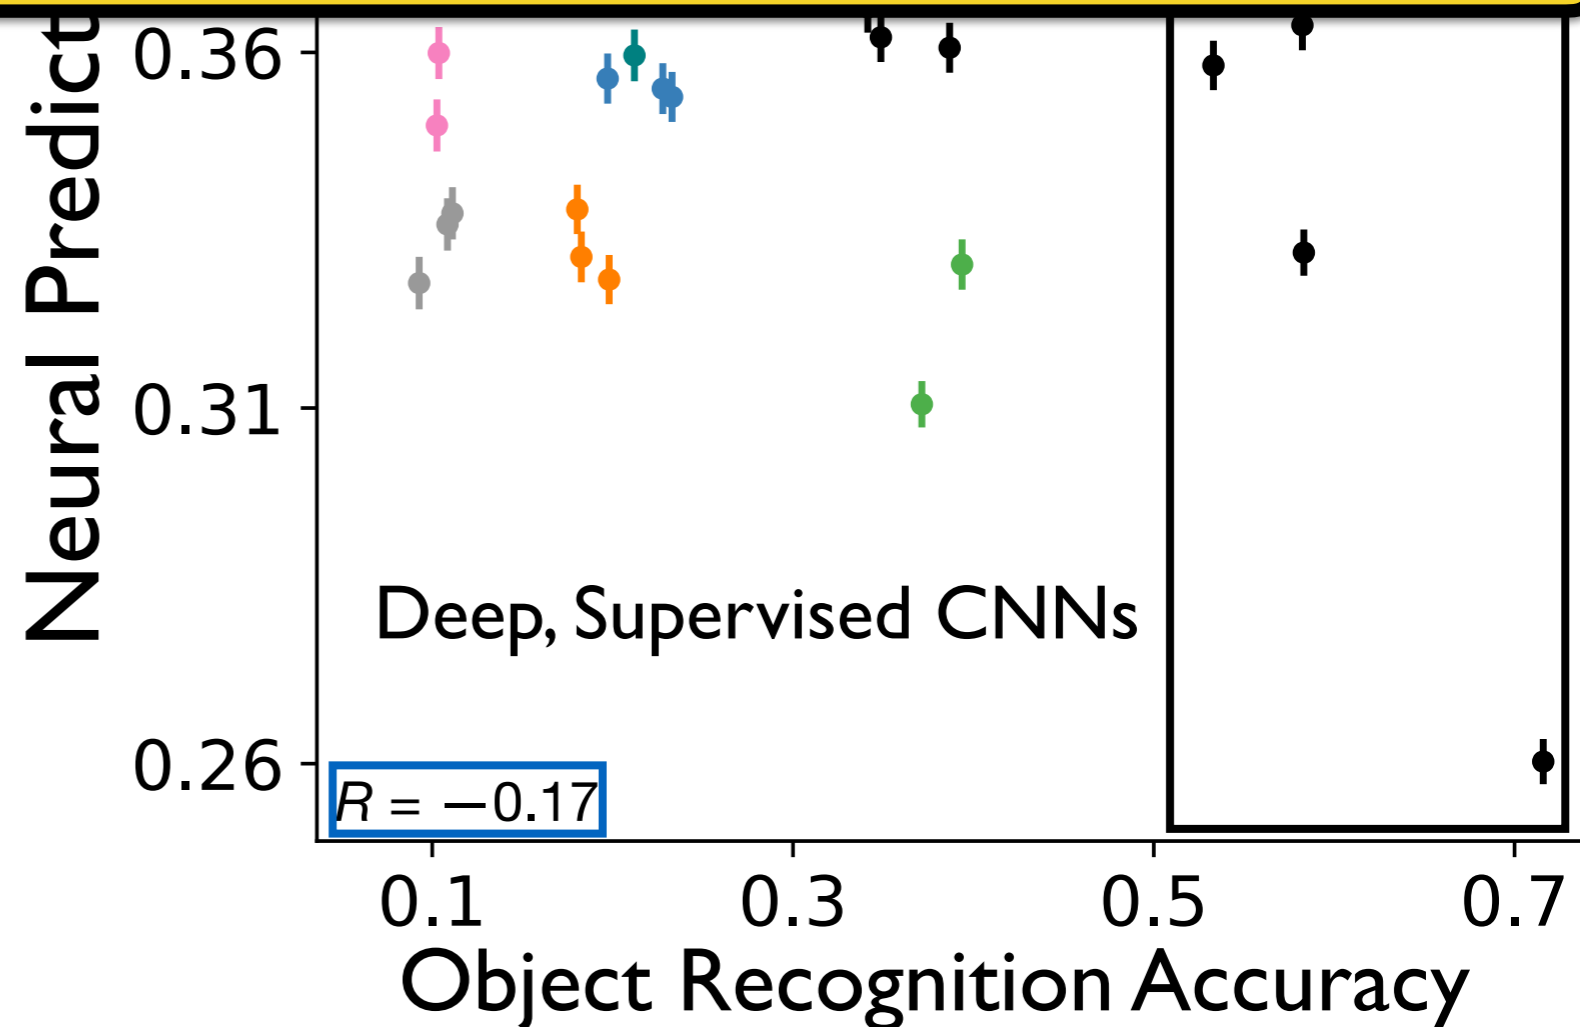 Neural Predict
0.36
0.31
Deep, Supervised CNNs
0.26
R = −0.17
0.1 0.3 0.5 0.7
Object Recognition Accuracy